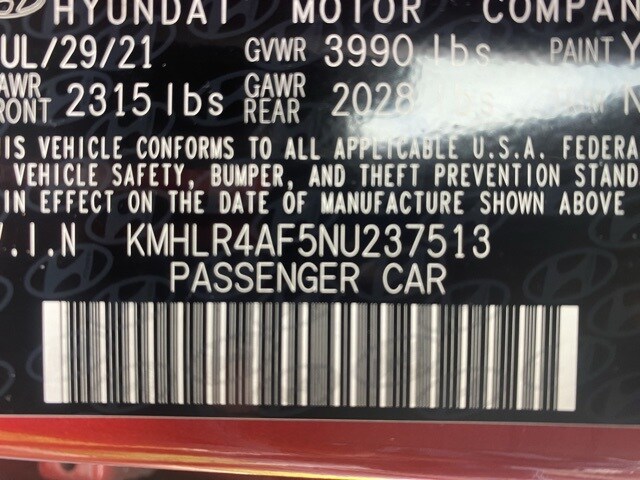 HYUNDAI MOTOR COMPAN
UL/29/21 GVWR 3990 lbs PAINT Y
AWR FRONT 2315 lbs GAWR REAR 2028
IS VEHICLE CONFORMS TO ALL APPLICABLE U.S.A. FEDERA
VEHICLE SAFETY, BUMPER, AND THEFT PREVENTION STAND
IN EFFECT ON THE DATE OF MANUFACTURE SHOWN ABOVE
V.I.N KMHLR4AF5NU237513
PASSENGER CAR